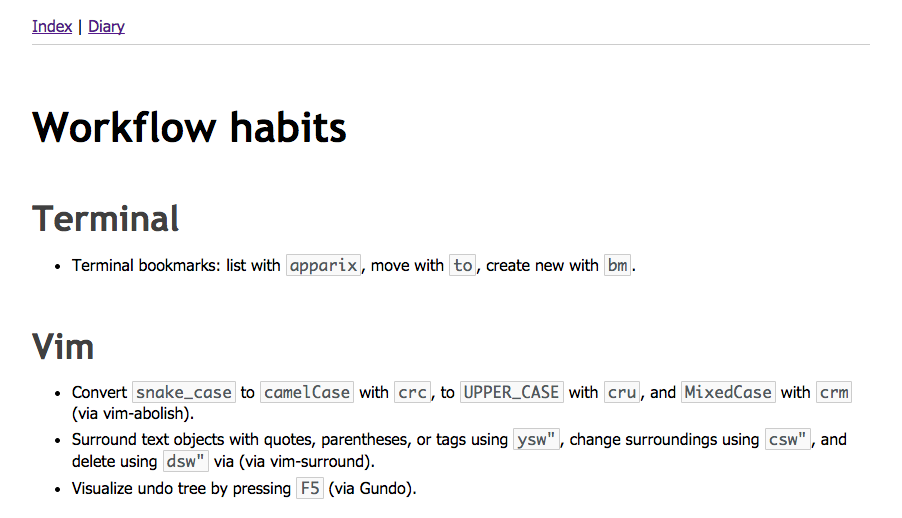 Index | Diary
Workflow habits
Terminal
• Terminal bookmarks: list with apparix, move with to, create new with bm.
Vim
• Convert snake_case to camelCase with crc, to UPPER_CASE with cru, and MixedCase with crm
(via vim-abolish).
• Surround text objects with quotes, parentheses, or tags using ysw", change surroundings using csw", and
delete using dsw" via (via vim-surround).
• Visualize undo tree by pressing F5 (via Gundo).